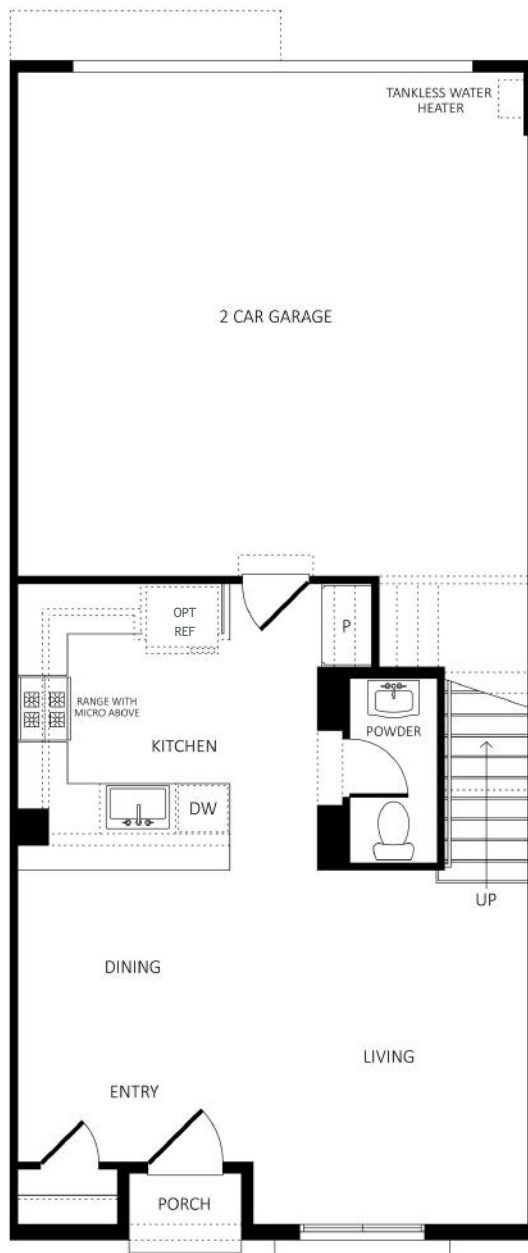 TANKLESS WATER
HEATER
2 CAR GARAGE
OPT
REF
P
RANGE WITH
MICRO ABOVE
POWDER
KITCHEN
DW
UP
DINING
LIVING
ENTRY
PORCH